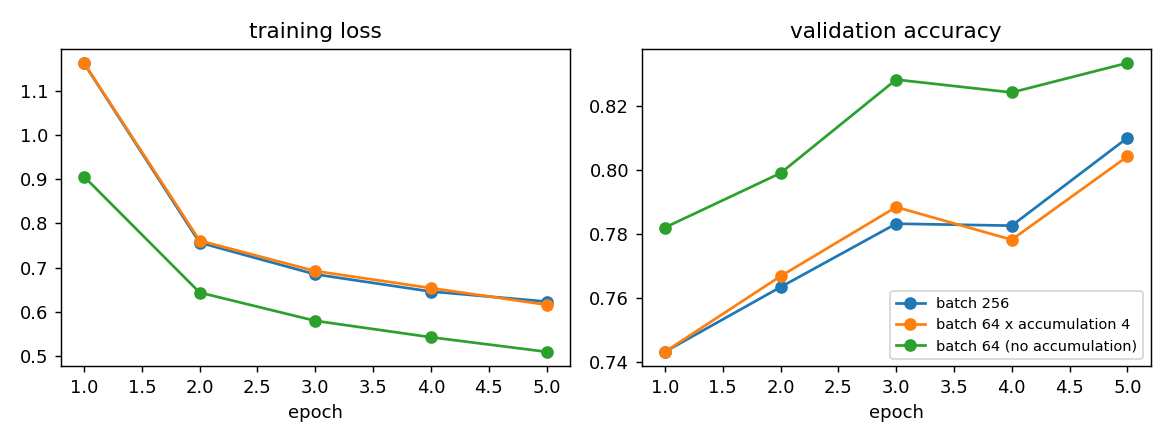 training loss
1.1
1.0
0.9
0.8
0.7
0.6
0.5
1.0 1.5 2.0 2.5 3.0 3.5 4.0 4.5 5.0
epoch
validation accuracy
0.82
0.80
0.78
0.76
0.74
batch 256
batch 64 x accumulation 4
batch 64 (no accumulation)
1.0 1.5 2.0 2.5 3.0 3.5 4.0 4.5 5.0
epoch